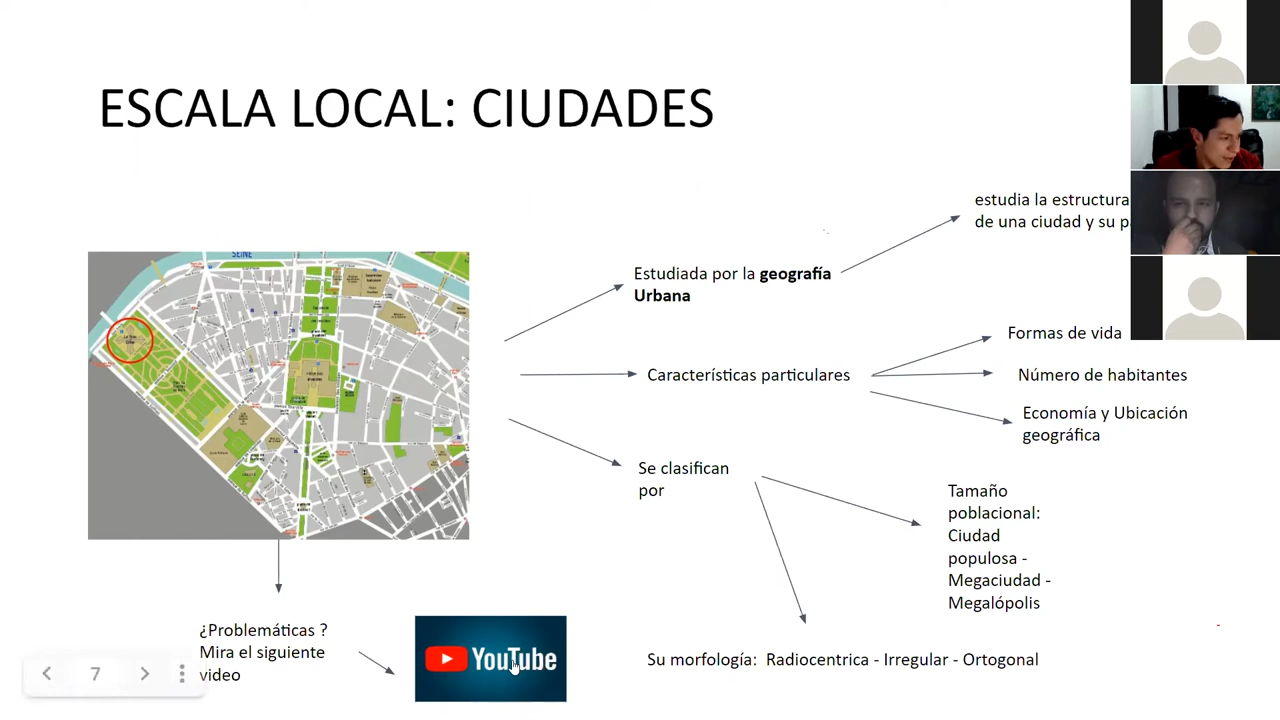 ESCALA LOCAL: CIUDADES
estudia la estructura
de una ciudad y su
SEINE
Estudiada por la geografía
Urbana
Formas de vida
Características particulares
Número de habitantes
Economía y Ubicación
geográfica
Se clasifican
por
Tamaño
poblacional:
Ciudad
populosa -
Megaciudad -
Megalópolis
¿Problemáticas ?
Mira el siguiente
video
YouTube
Su morfología: Radiocentrica - Irregular - Ortogonal
7